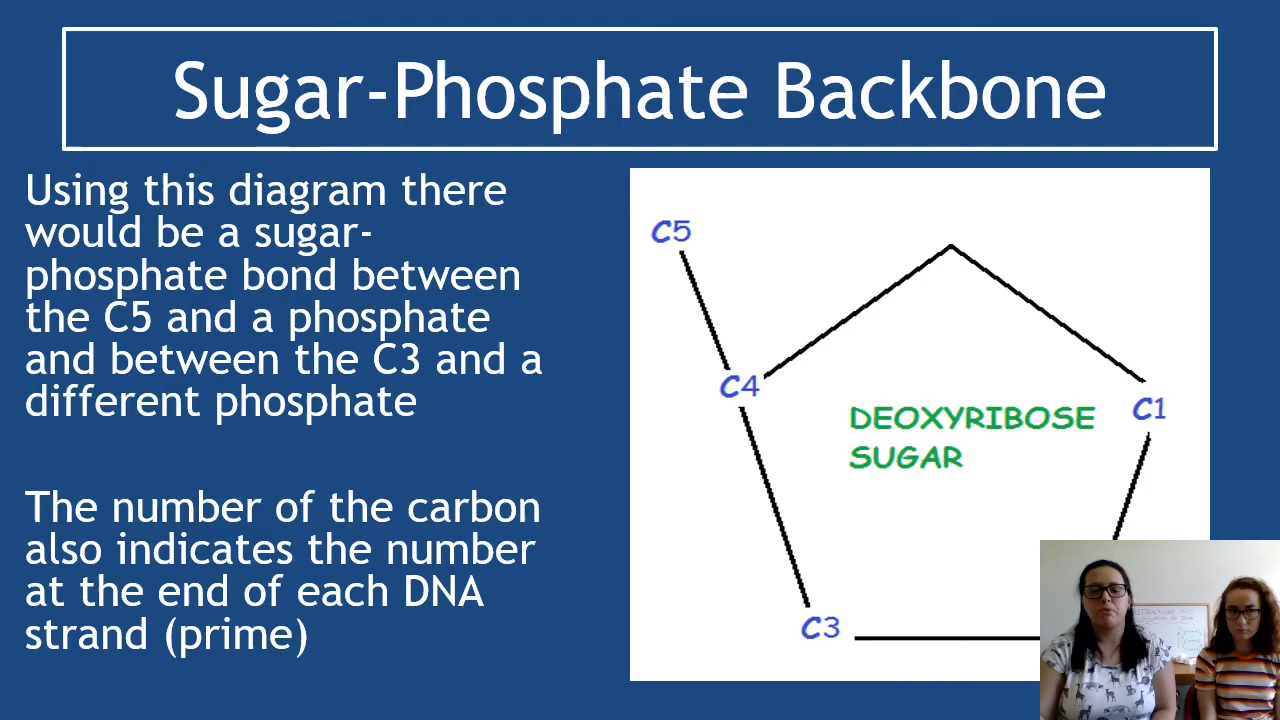 Sugar-Phosphate Backbone
Using this diagram there
would be a sugar-
phosphate bond between
the C5 and a phosphate
and between the C3 and a
different phosphate
The number of the carbon
also indicates the number
at the end of each DNA
strand (prime)
C5
C4
C1
DEOXYRIBOSE
SUGAR
C3